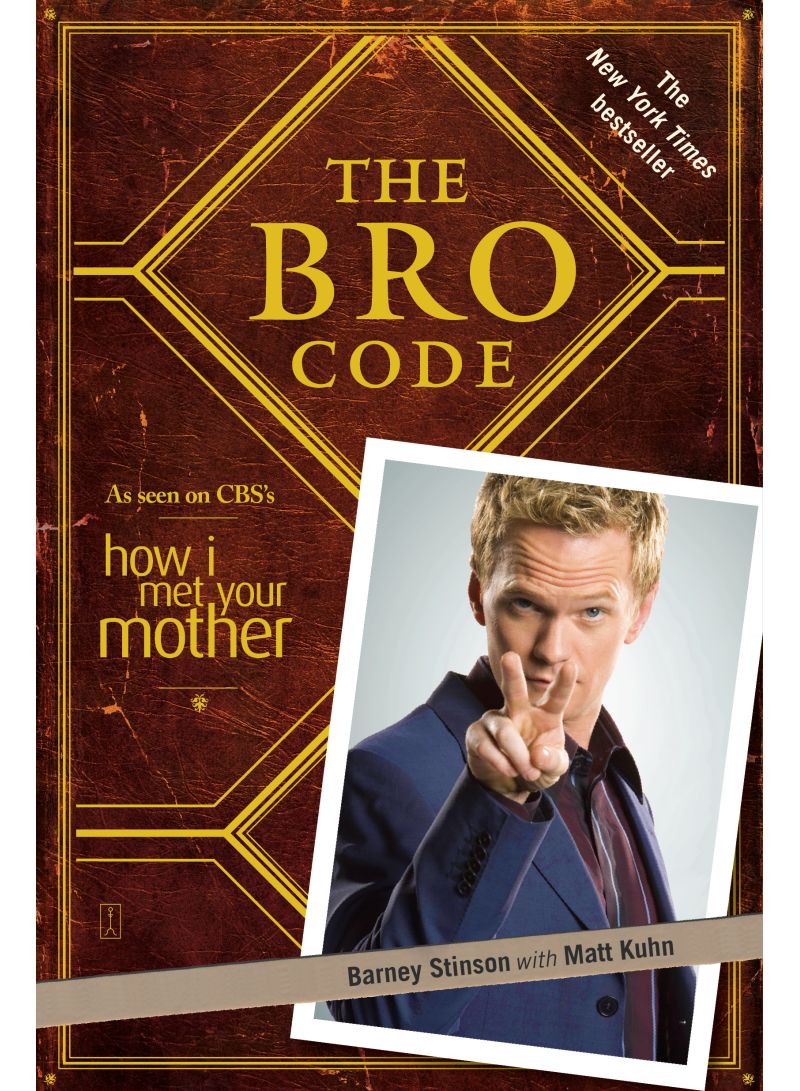 The
New York Times
bestseller
THE
BRO
CODE
As seen on CBS's
how i
met your
mother
Barney Stinson with Matt Kuhn